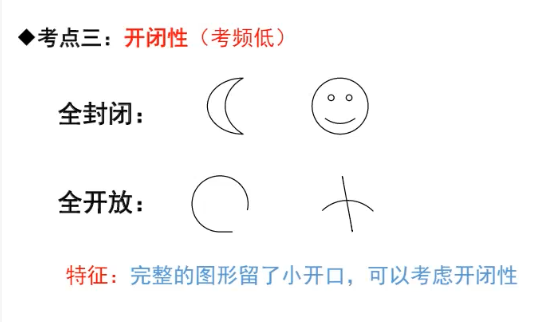 ◆考点三：开闭性（考频低）
全封闭：
全开放：
特征：完整的图形留了小开口，可以考虑开闭性